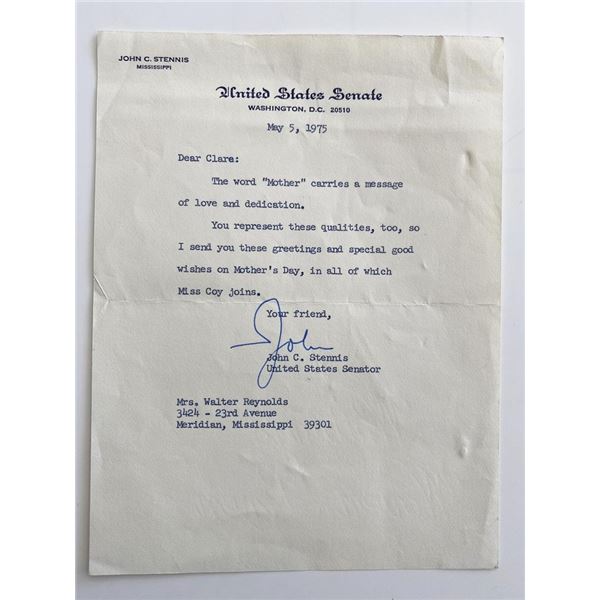 JOHN C. STENNIS
MISSISSIPPI
United States Senate
WASHINGTON, D.C. 20510
May 5, 1975
Dear Clare:
The word "Mother" carries a message
of love and dedication.
You represent these qualities, too, so
I send you these greetings and special good
wishes on Mother's Day, in all of which
Miss Coy joins.
Your friend,
John
John C. Stennis
United States Senator
Mrs. Walter Reynolds
3424 - 23rd Avenue
Meridian, Mississippi 39301